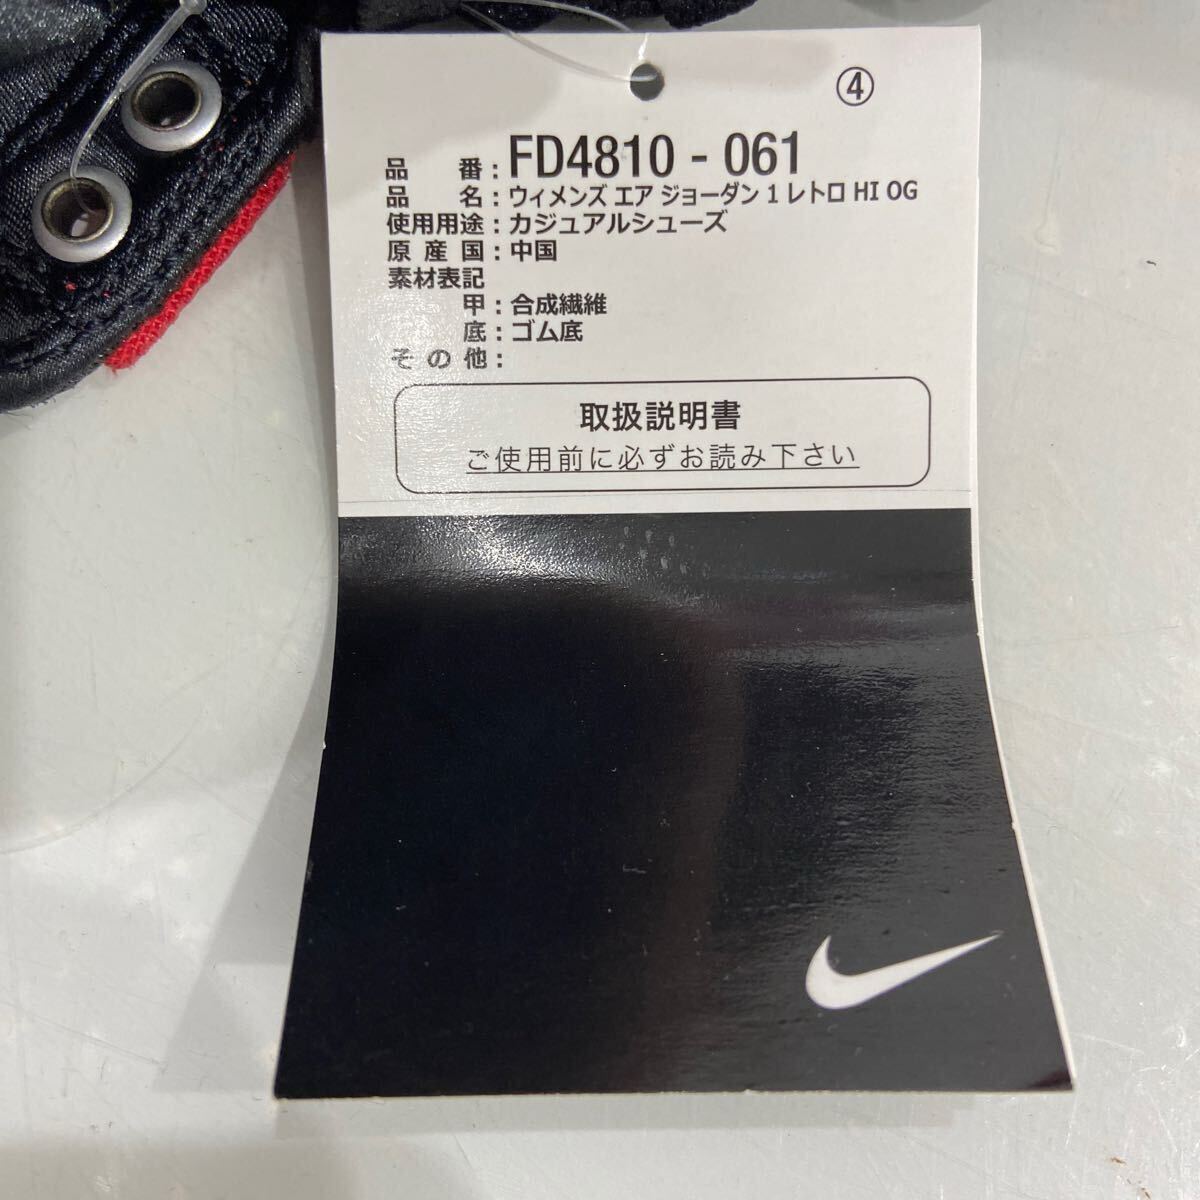 ④
品 番：FD4810 - 061
品 名：ウィメンズ エア ジョーダン 1 レトロ HI OG
使用用途：カジュアルシューズ
原 産 国：中国
素材表記
甲：合成繊維
底：ゴム底
そ の 他：
取扱説明書
ご使用前に必ずお読み下さい